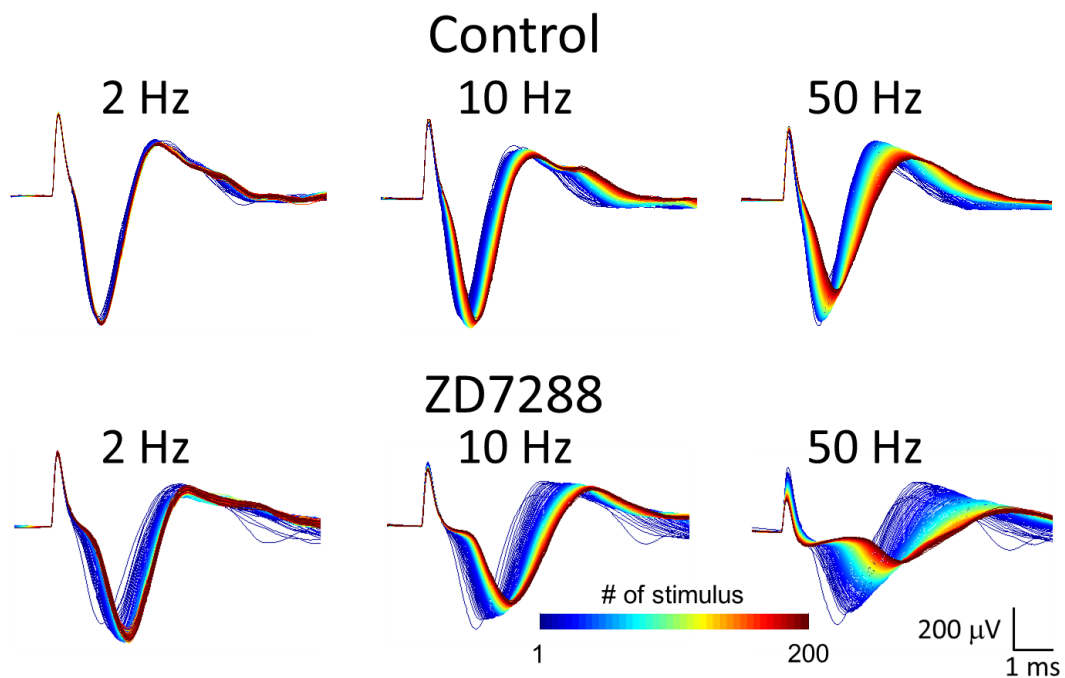 Control
2 Hz 10 Hz 50 Hz
ZD7288
2 Hz 10 Hz 50 Hz
# of stimulus
1 200
200 μV
1 ms